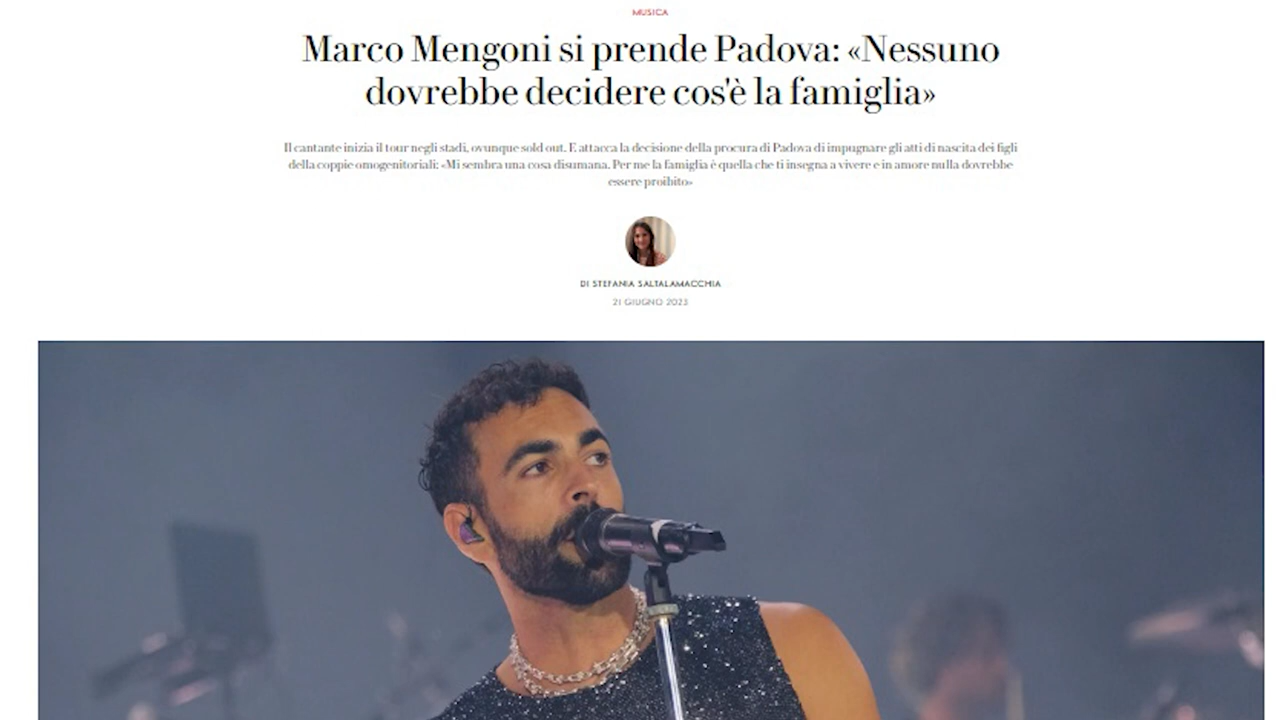 MUSICA
Marco Mengoni si prende Padova: «Nessuno
dovrebbe decidere cos'è la famiglia»
Il cantante inizia il tour negli stadi, ovunque sold out. E attacca la decisione della procura di Padova di impugnare gli atti di nascita dei figli
della coppie omogenitoriali: «Mi sembra una cosa disumana. Per me la famiglia è quella che ti insegna a vivere e in amore nulla dovrebbe
essere proibito»
DI STEFANIA SALTALAMACCHIA
21 GIUGNO 2023